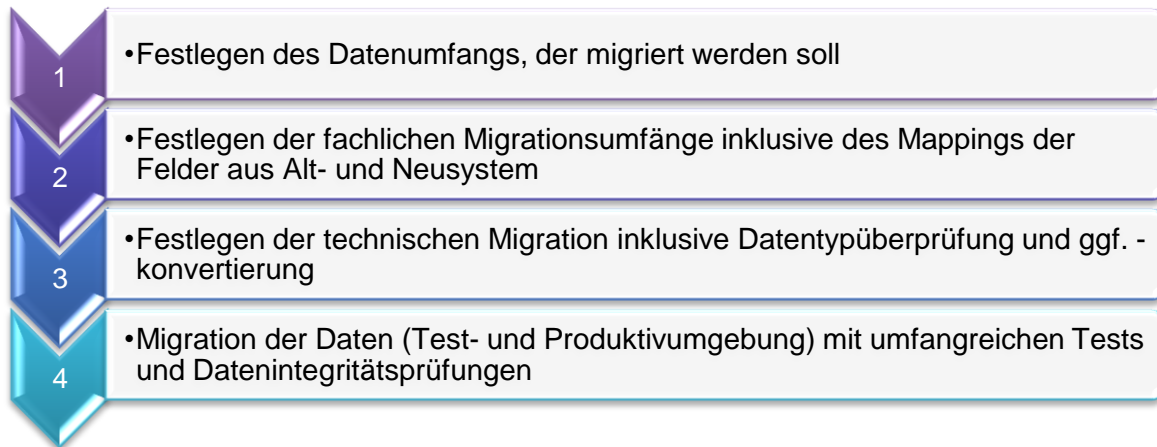 1
•Festlegen des Datenumfangs, der migriert werden soll
2
•Festlegen der fachlichen Migrationsumfänge inklusive des Mappings der
Felder aus Alt- und Neusystem
3
•Festlegen der technischen Migration inklusive Datentypüberprüfung und ggf. -
konvertierung
4
•Migration der Daten (Test- und Produktivumgebung) mit umfangreichen Tests
und Datenintegritätsprüfungen